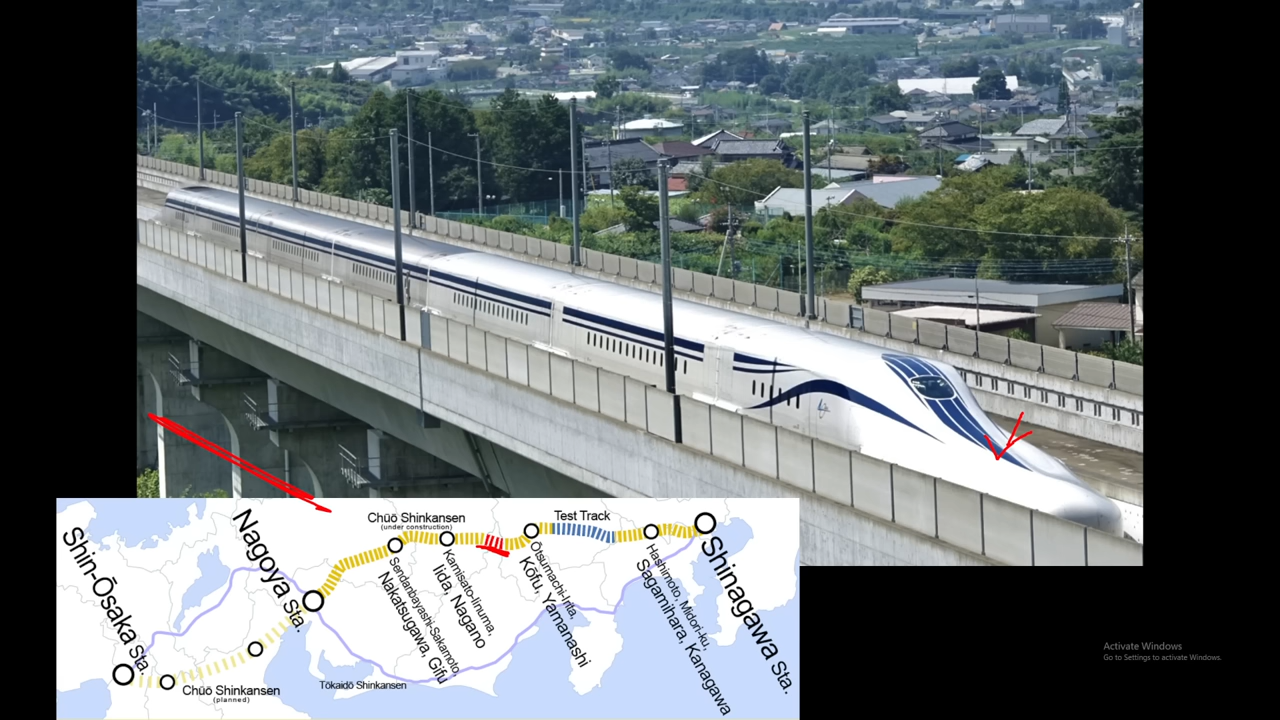 Shin-Ōsaka Sta.
Nagoya Sta.
Chūō Shinkansen
(under construction)
Sendanbayashi-Sakamoto,
Nakatsugawa, Gifu
Kamisato-Iinuma,
Iida, Nagano
Ōtsumachi-Irita,
Kōfu, Yamanashi
Test Track
Hashimoto, Midori-ku,
Sagamihara, Kanagawa
Shinagawa Sta.
Chūō Shinkansen
(planned)
Tōkaidō Shinkansen
Activate Windows
Go to Settings to activate Windows.